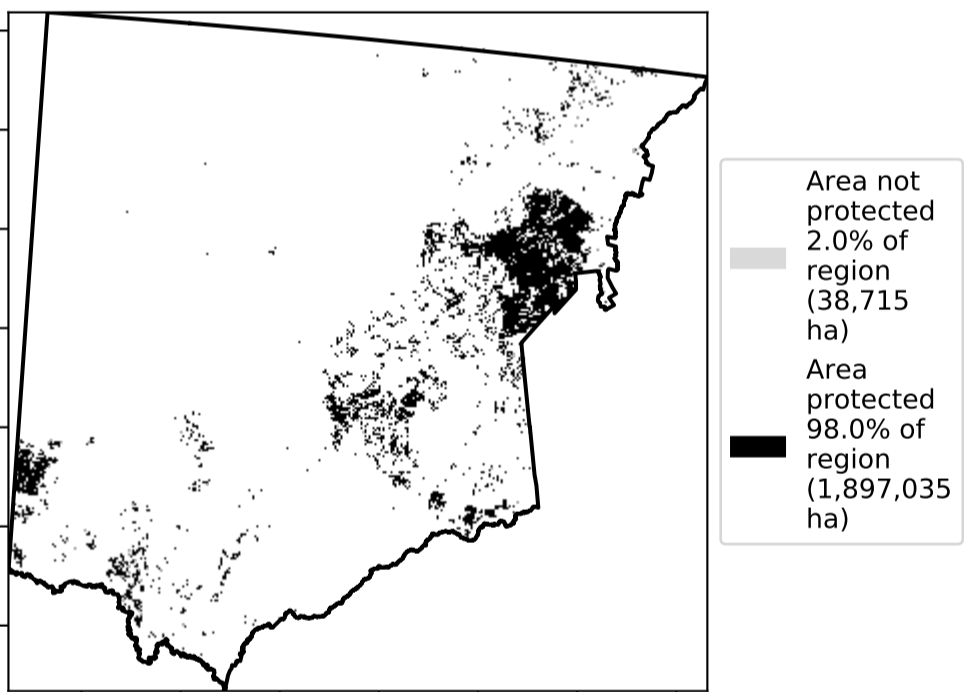 Area not
protected
2.0% of
region
(38,715
ha)
Area
protected
98.0% of
region
(1,897,035
ha)